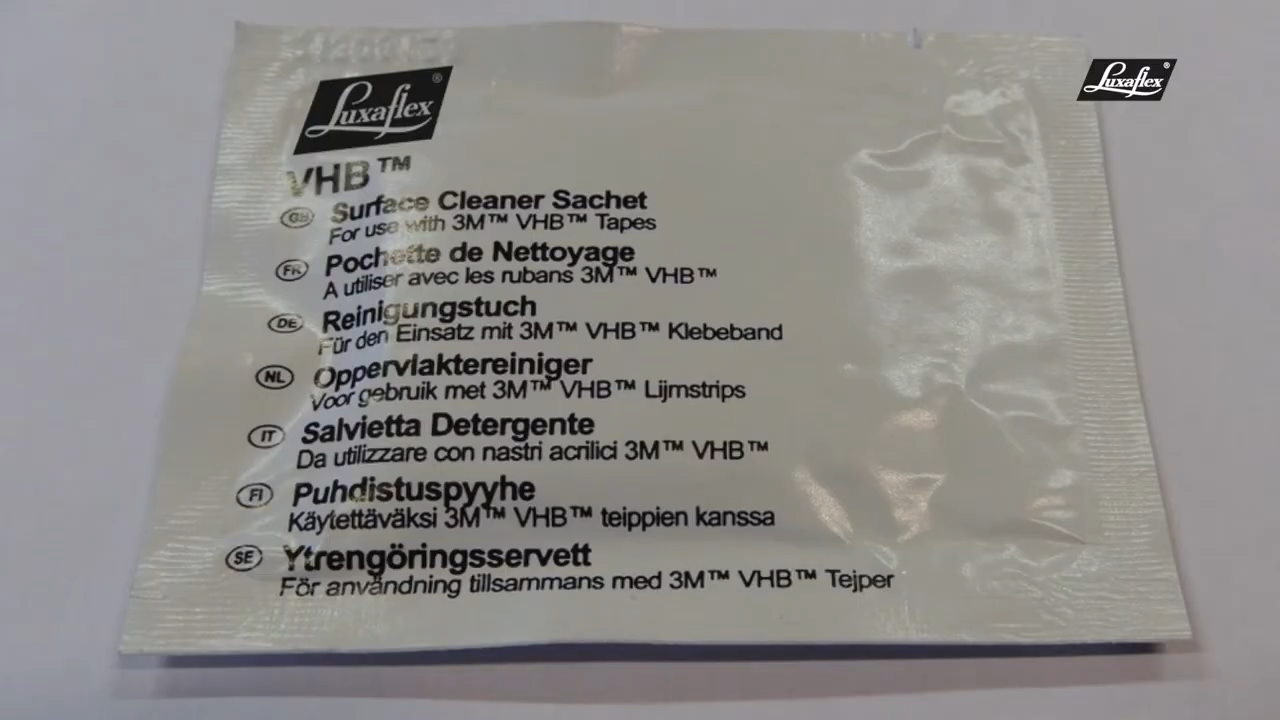 Luxaflex®
Luxaflex®
VHB™
GB Surface Cleaner Sachet
For use with 3M™ VHB™ Tapes
FR Pochette de Nettoyage
A utiliser avec les rubans 3M™ VHB™
DE Reinigungstuch
Für den Einsatz mit 3M™ VHB™ Klebeband
NL Oppervlaktereiniger
Voor gebruik met 3M™ VHB™ Lijmstrips
IT Salvietta Detergente
Da utilizzare con nastri acrilici 3M™ VHB™
FI Puhdistuspyyhe
Käytettäväksi 3M™ VHB™ teippien kanssa
SE Ytrengöringsservett
För användning tillsammans med 3M™ VHB™ Tejper